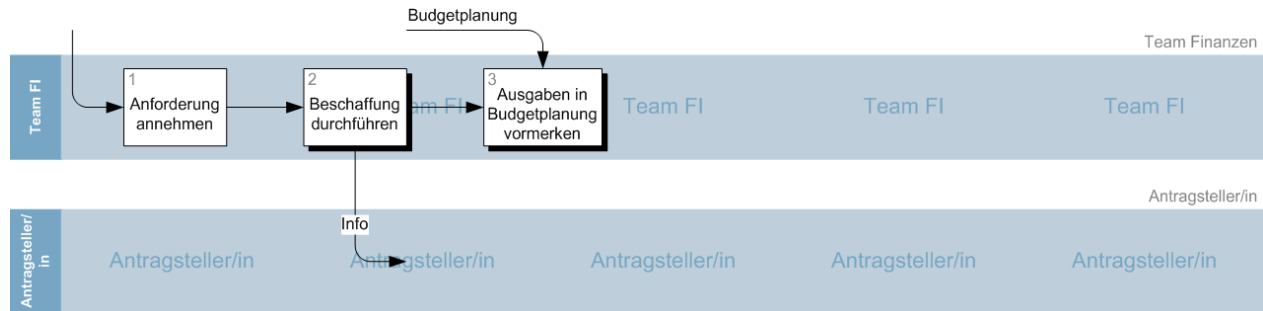 Budgetplanung
Team Finanzen
Team FI
1
Anforderung
annehmen
2
Beschaffung
durchführen
Team FI
3
Ausgaben in
Budgetplanung
vormerken
Team FI
Team FI
Team FI
Antragsteller/in
Antragsteller/
in
Info
Antragsteller/in
Antragsteller/in
Antragsteller/in
Antragsteller/in
Antragsteller/in